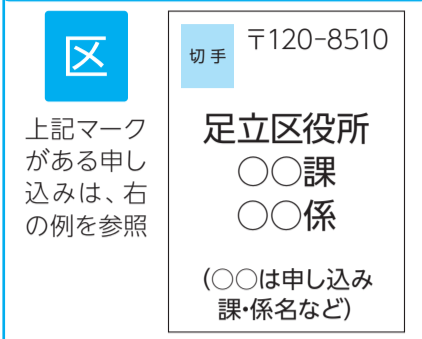 区
上記マーク
がある申し
込みは、右
の例を参照
切手
〒120-8510
足立区役所
○○課
○○係
(○○は申し込み
課・係名など)